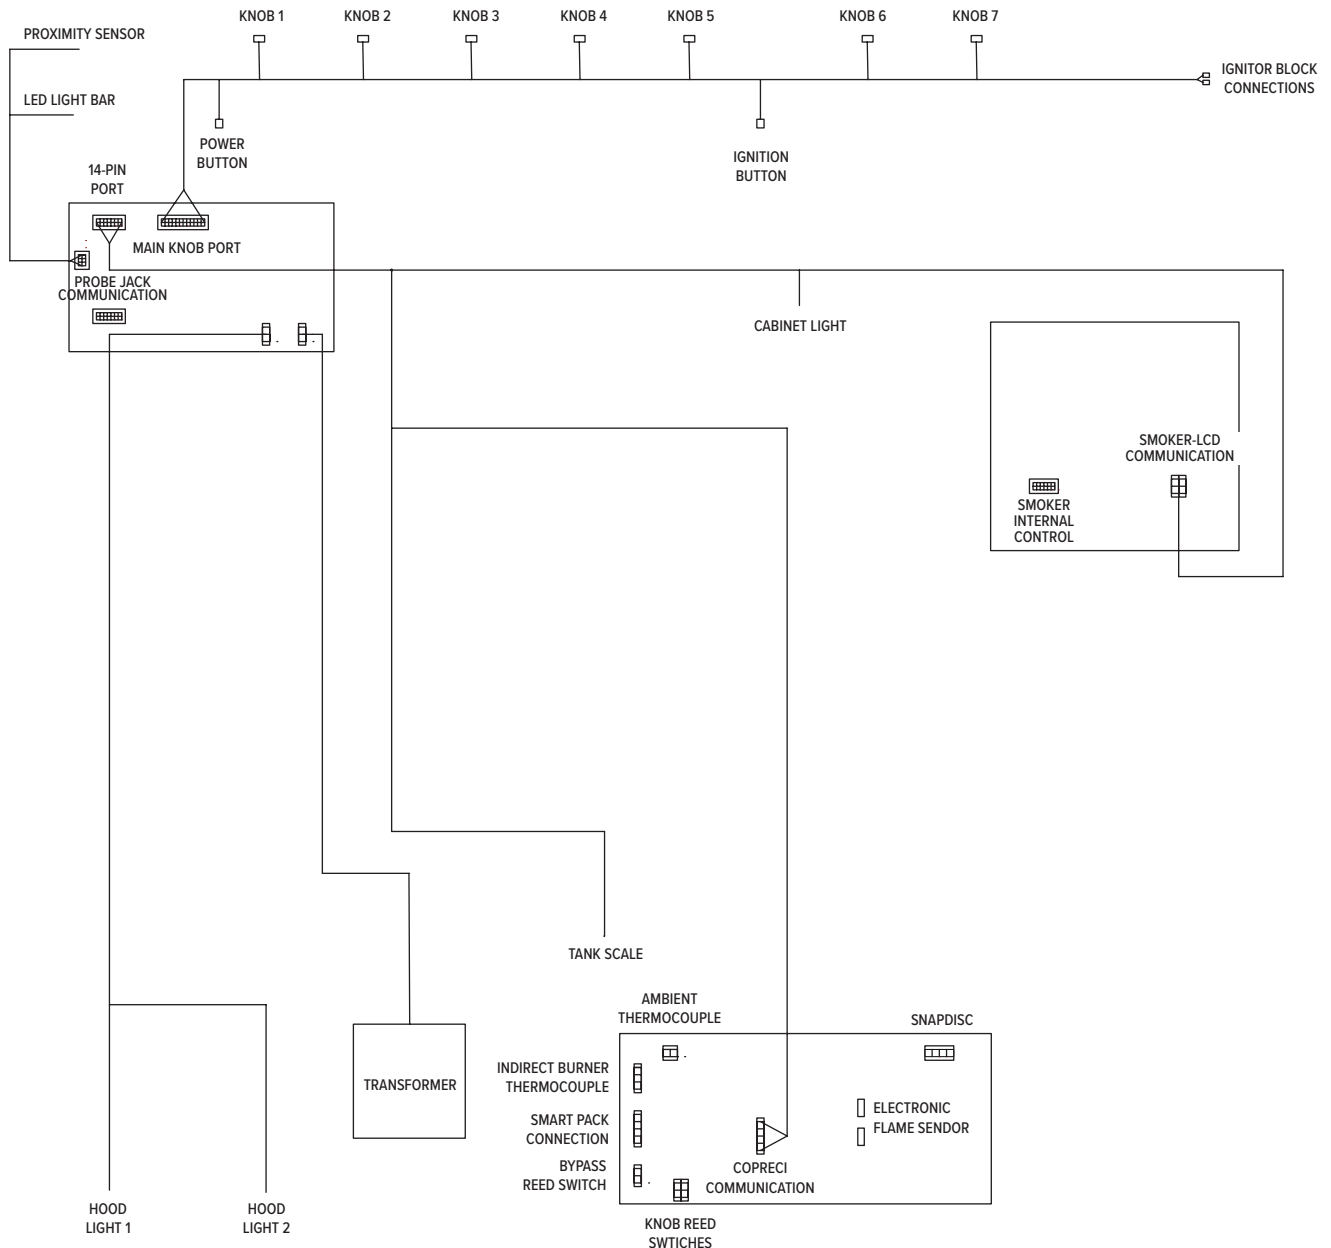 KNOB 1
KNOB 2
KNOB 3
KNOB 4
KNOB 5
KNOB 6
KNOB 7
PROXIMITY SENSOR
IGNITOR BLOCK
CONNECTIONS
LED LIGHT BAR
POWER
BUTTON
IGNITION
BUTTON
14-PIN
PORT
MAIN KNOB PORT
PROBE JACK
COMMUNICATION
CABINET LIGHT
SMOKER-LCD
COMMUNICATION
SMOKER
INTERNAL
CONTROL
TANK SCALE
AMBIENT
THERMOCOUPLE
SNAPDISC
INDIRECT BURNER
THERMOCOUPLE
TRANSFORMER
SMART PACK
CONNECTION
ELECTRONIC
FLAME SENDOR
BYPASS
REED SWITCH
COPRECI
COMMUNICATION
HOOD
LIGHT 1
HOOD
LIGHT 2
KNOB REED
SWTICHES